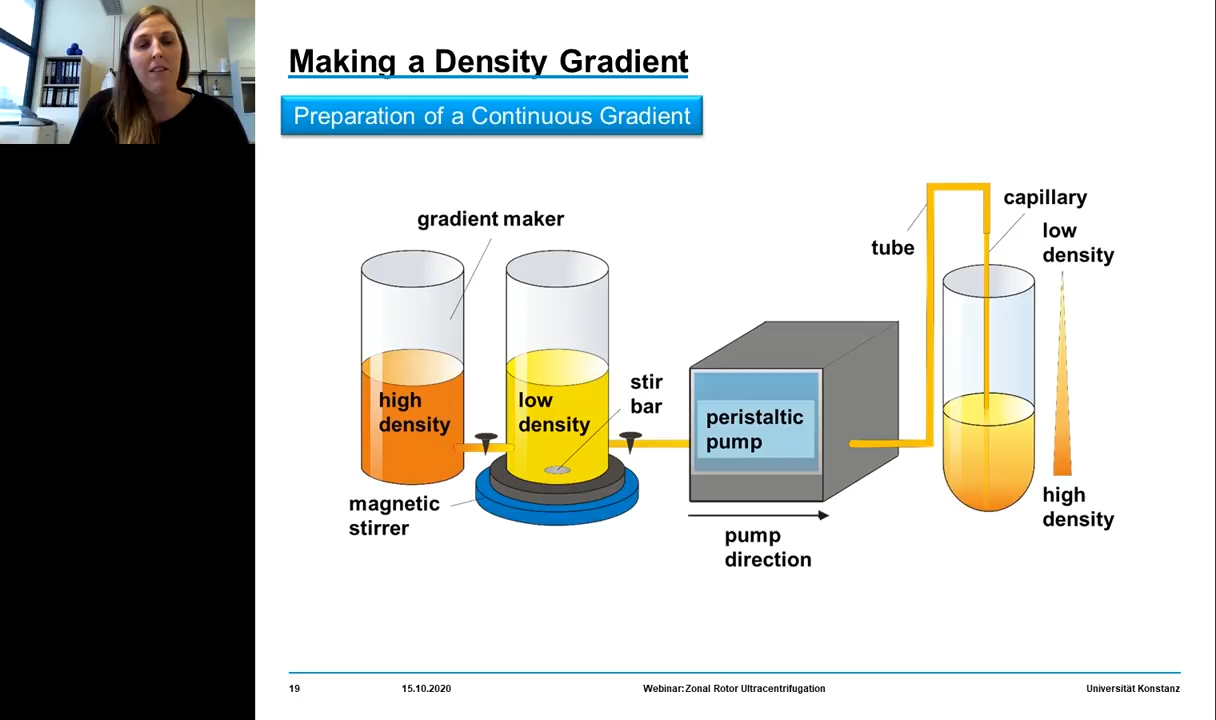 Making a Density Gradient
Preparation of a Continuous Gradient
gradient maker
high
density
low
density
stir
bar
magnetic
stirrer
peristaltic
pump
pump
direction
tube
capillary
low
density
high
density
19
15.10.2020
Webinar: Zonal Rotor Ultracentrifugation
Universität Konstanz